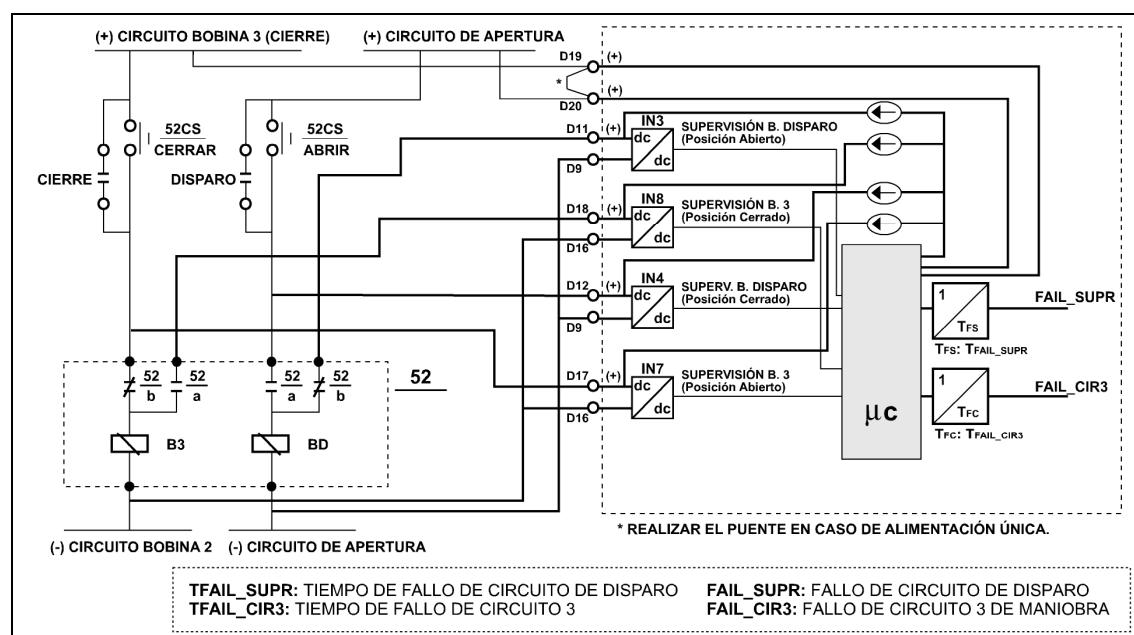 (+) CIRCUITO BOBINA 3 (CIERRE)
(+) CIRCUITO DE APERTURA
D19 (+)
*
D20 (+)
52CS
CERRAR
52CS
ABRIR
CIERRE
DISPARO
D11 (+)
D9
IN3
dc
dc
SUPERVISIÓN B. DISPARO
(Posición Abierto)
D18 (+)
D16
IN8
dc
dc
SUPERVISIÓN B. 3
(Posición Cerrado)
D12 (+)
D9
IN4
dc
dc
SUPERV. B. DISPARO
(Posición Cerrado)
D17 (+)
D16
IN7
dc
dc
SUPERVISIÓN B. 3
(Posición Abierto)
µc
1
TFS
FAIL_SUPR
TFS: TFAIL_SUPR
1
TFC
FAIL_CIR3
TFC: TFAIL_CIR3
52
b
52
a
52
a
52
b
52
B3
BD
(-) CIRCUITO BOBINA 2
(-) CIRCUITO DE APERTURA
* REALIZAR EL PUENTE EN CASO DE ALIMENTACIÓN ÚNICA.
TFAIL_SUPR: TIEMPO DE FALLO DE CIRCUITO DE DISPARO
FAIL_SUPR: FALLO DE CIRCUITO DE DISPARO
TFAIL_CIR3: TIEMPO DE FALLO DE CIRCUITO 3
FAIL_CIR3: FALLO DE CIRCUITO 3 DE MANIOBRA